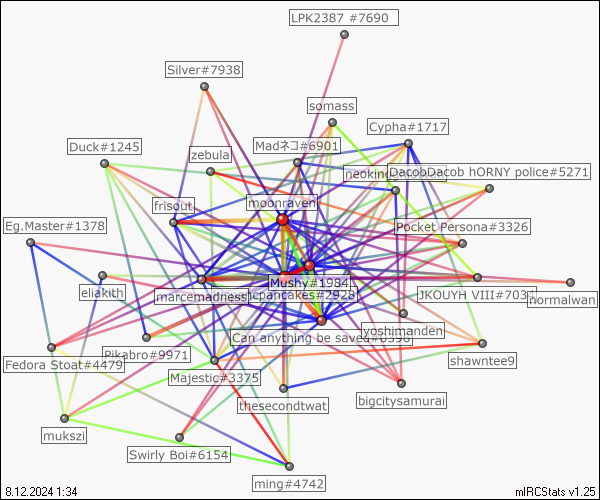 LPK2387 #7690
Silver#7938
somass
Cypha#1717
Duck#1245
Madネコ#6901
zebula
DacobDacob hORNY police#5271
frisout
moonraven
Eg.Master#1378
Pocket Persona#3326
Mushy#1984
eliakith
marcemadness
icpancakes#2928
JKOUYH VIII#703
normalwan
Can anything be saved#6398
yoshimanden
Pikabro#9971
Fedora Stoat#4479
shawntee9
Majestic#3375
thesecondtwat
bigcitysamurai
mukszi
Swirly Boi#6154
ming#4742
8.12.2024 1:34
mIRCStats v1.25